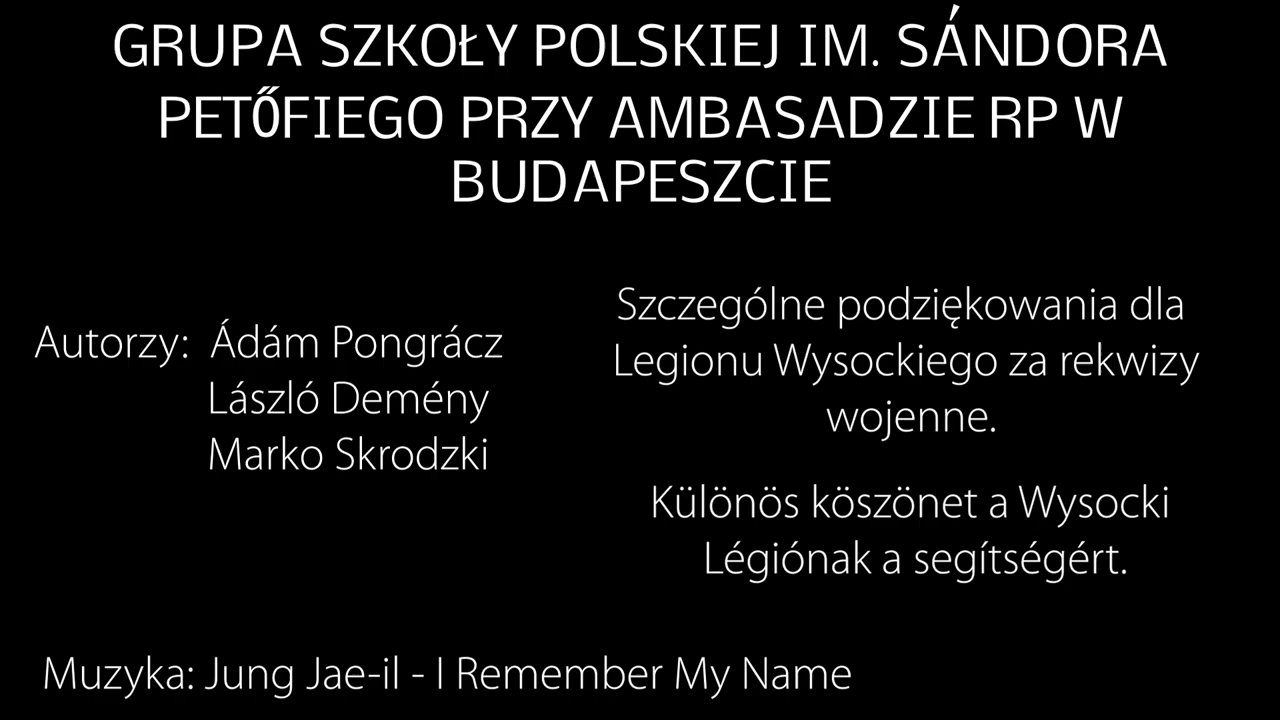 GRUPA SZKOŁY POLSKIEJ IM. SÁNDORA
PETŐFIEGO PRZY AMBASADZIE RP W
BUDAPESZCIE
Autorzy: Ádám Pongrácz
László Demény
Marko Skrodzki
Szczególne podziękowania dla
Legionu Wysockiego za rekwizy
wojenne.
Különös köszönet a Wysocki
Légiónak a segítségért.
Muzyka: Jung Jae-il - I Remember My Name